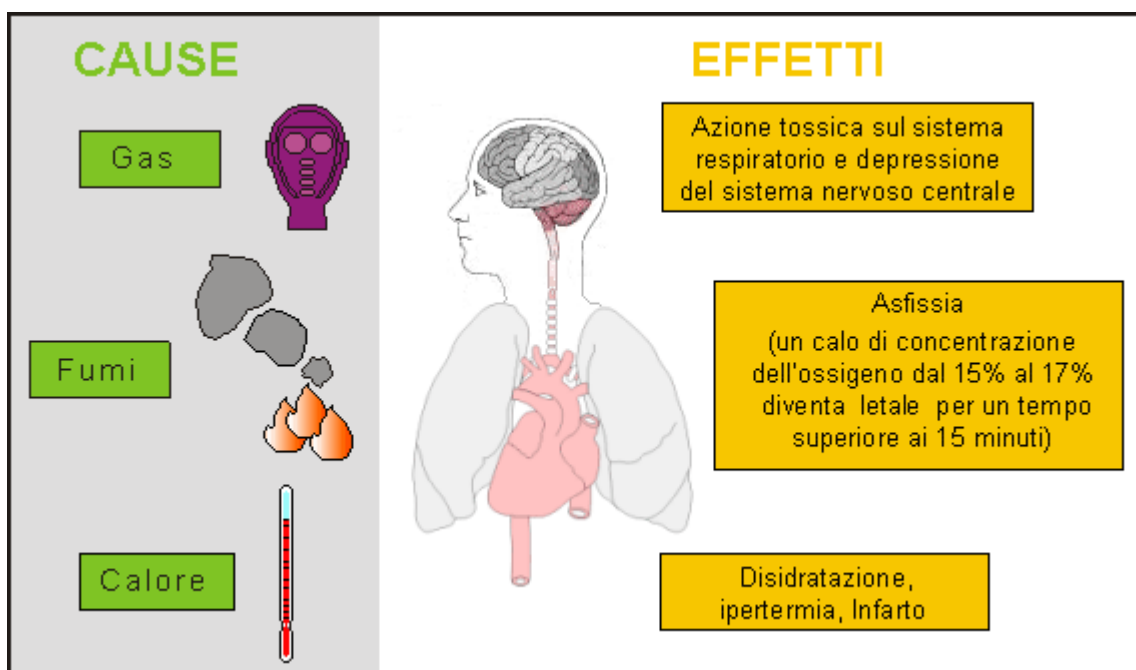 CAUSE
EFFETTI
Gas
Azione tossica sul sistema
respiratorio e depressione
del sistema nervoso centrale
Fumi
Asfissia
(un calo di concentrazione
dell'ossigeno dal 15% al 17%
diventa letale per un tempo
superiore ai 15 minuti)
Calore
Disidratazione,
ipertermia, Infarto